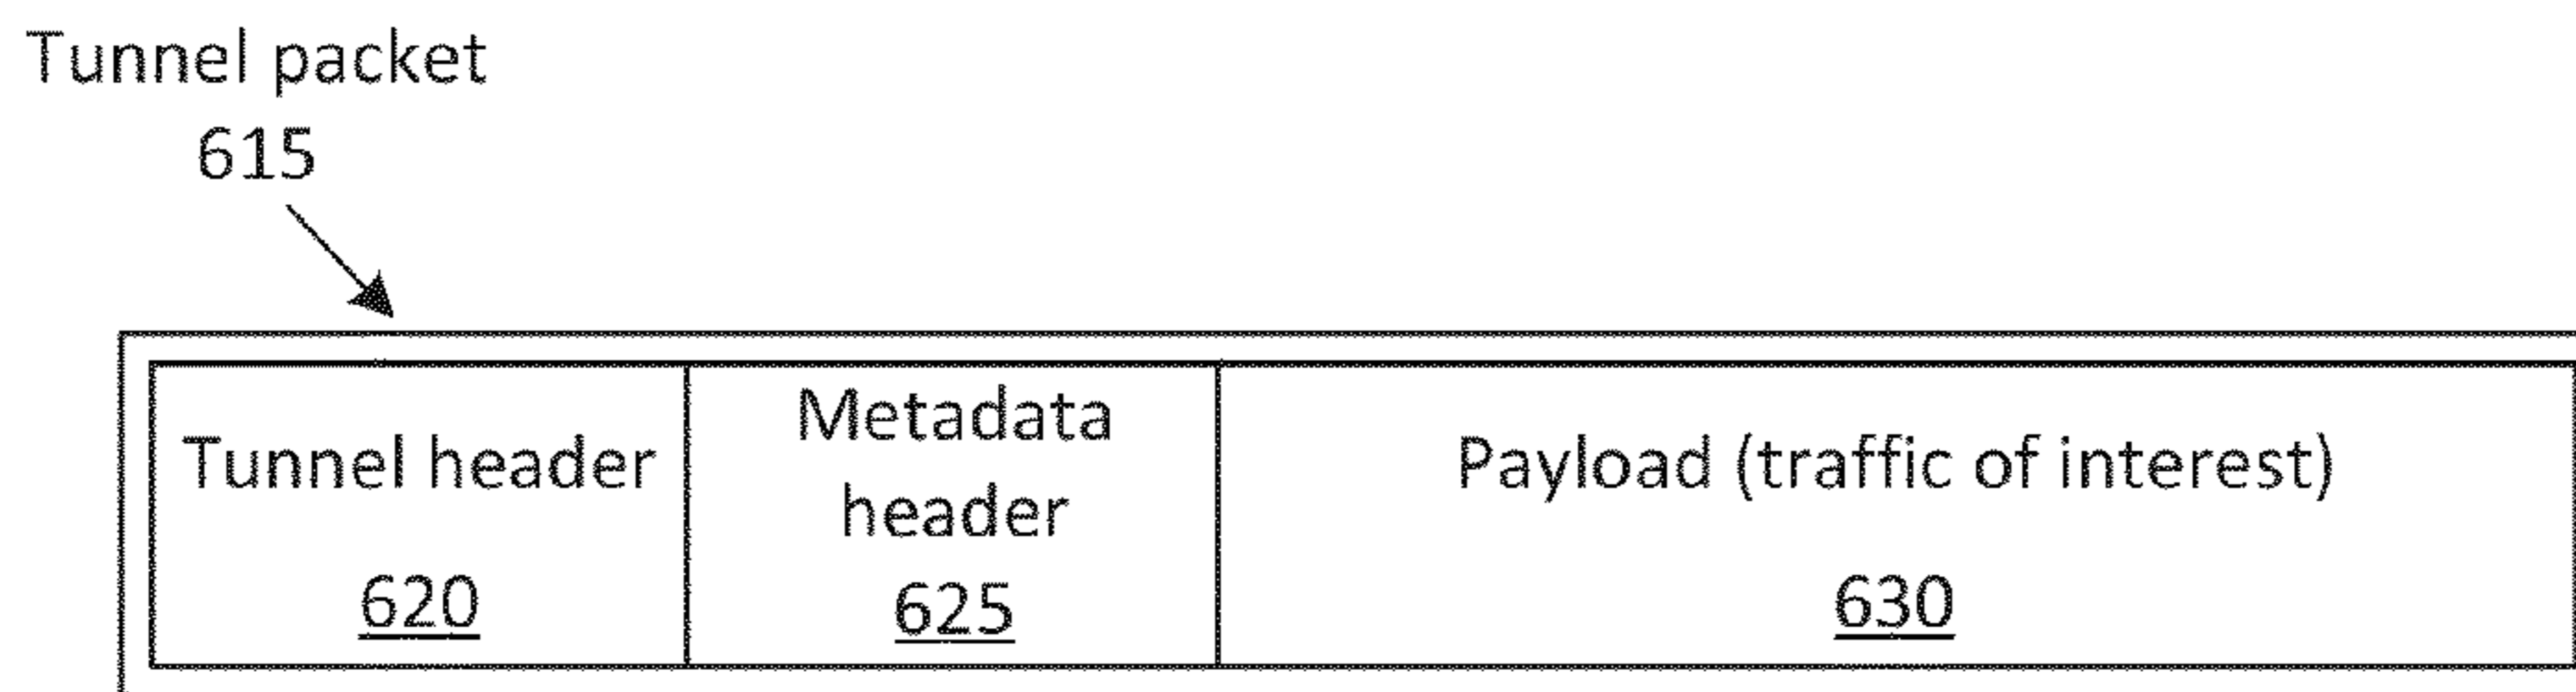 Tunnel packet
615
Tunnel header
620
Metadata
header
625
Payload (traffic of interest)
630